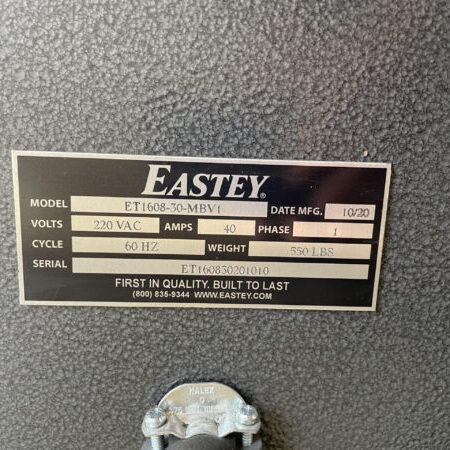 EASTEY®
MODEL ET1608-30-MBV1 DATE MFG. 10/20
VOLTS 220 VAC AMPS 40 PHASE 1
CYCLE 60 HZ WEIGHT 550 LBS
SERIAL ET160830201010
FIRST IN QUALITY. BUILT TO LAST
(800) 835-9344 WWW.EASTEY.COM
HALEX